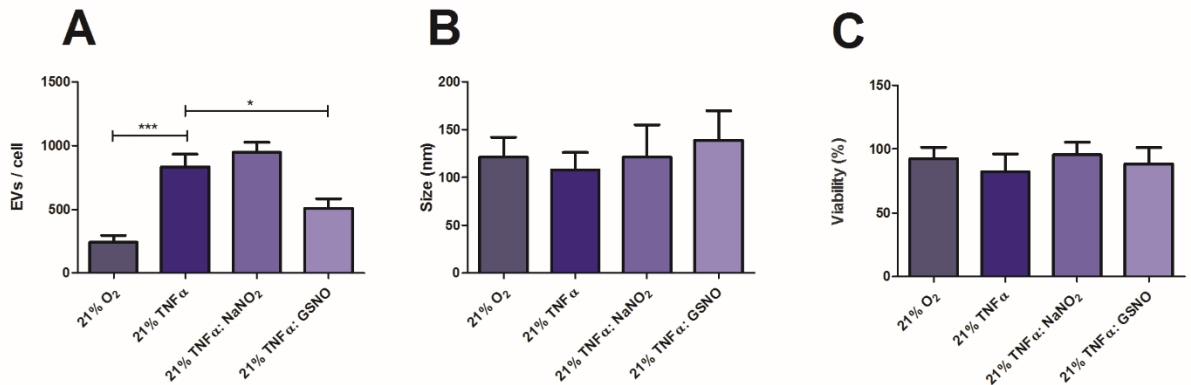 A
EVs / cell
1500
1000
500
0
***
*
21% O₂
21% TNFα
21% TNFα: NaNO₂
21% TNFα: GSNO
B
Size (nm)
200
150
100
50
0
21% O₂
21% TNFα
21% TNFα: NaNO₂
21% TNFα: GSNO
C
Viability (%)
150
100
50
0
21% O₂
21% TNFα
21% TNFα: NaNO₂
21% TNFα: GSNO